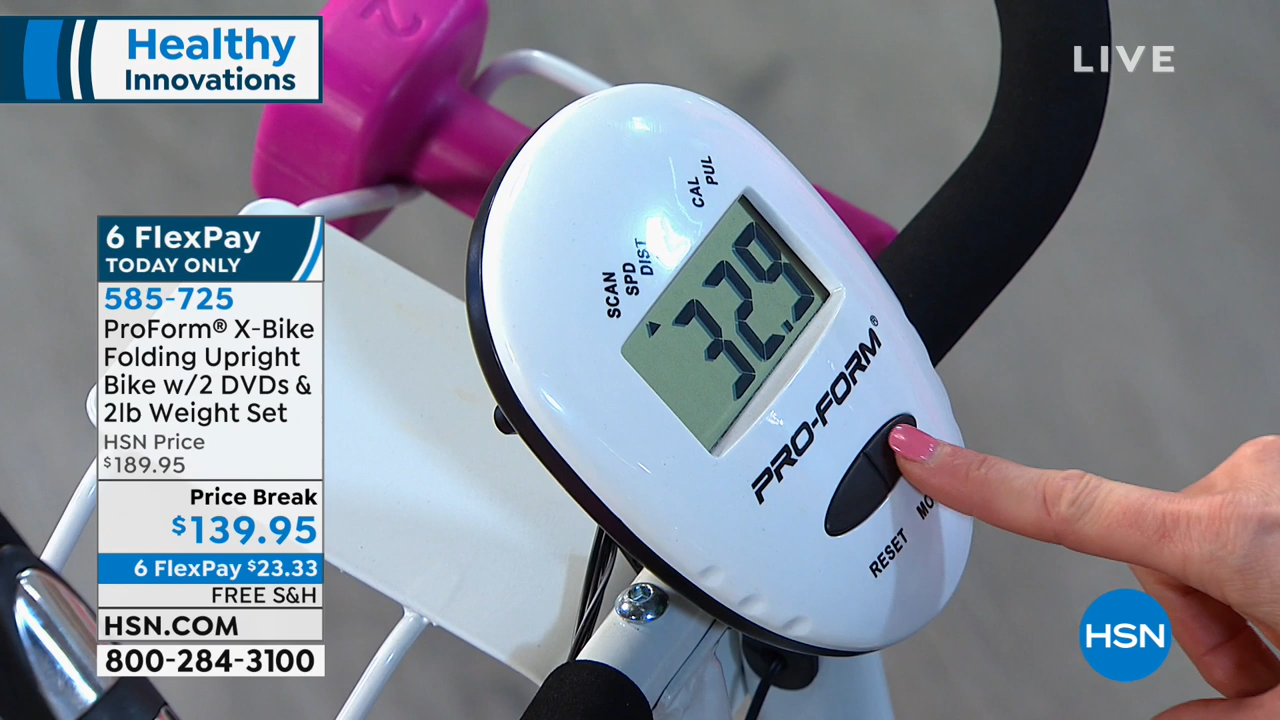 Healthy
Innovations
LIVE
2
6 FlexPay
TODAY ONLY
585-725
ProForm® X-Bike
Folding Upright
Bike w/2 DVDs &
2lb Weight Set
HSN Price
$189.95
Price Break
$139.95
6 FlexPay $23.33
FREE S&H
HSN.COM
800-284-3100
SCAN
SPD
DIST
CAL
PUL
32.9
PRO-FORM®
RESET
HSN